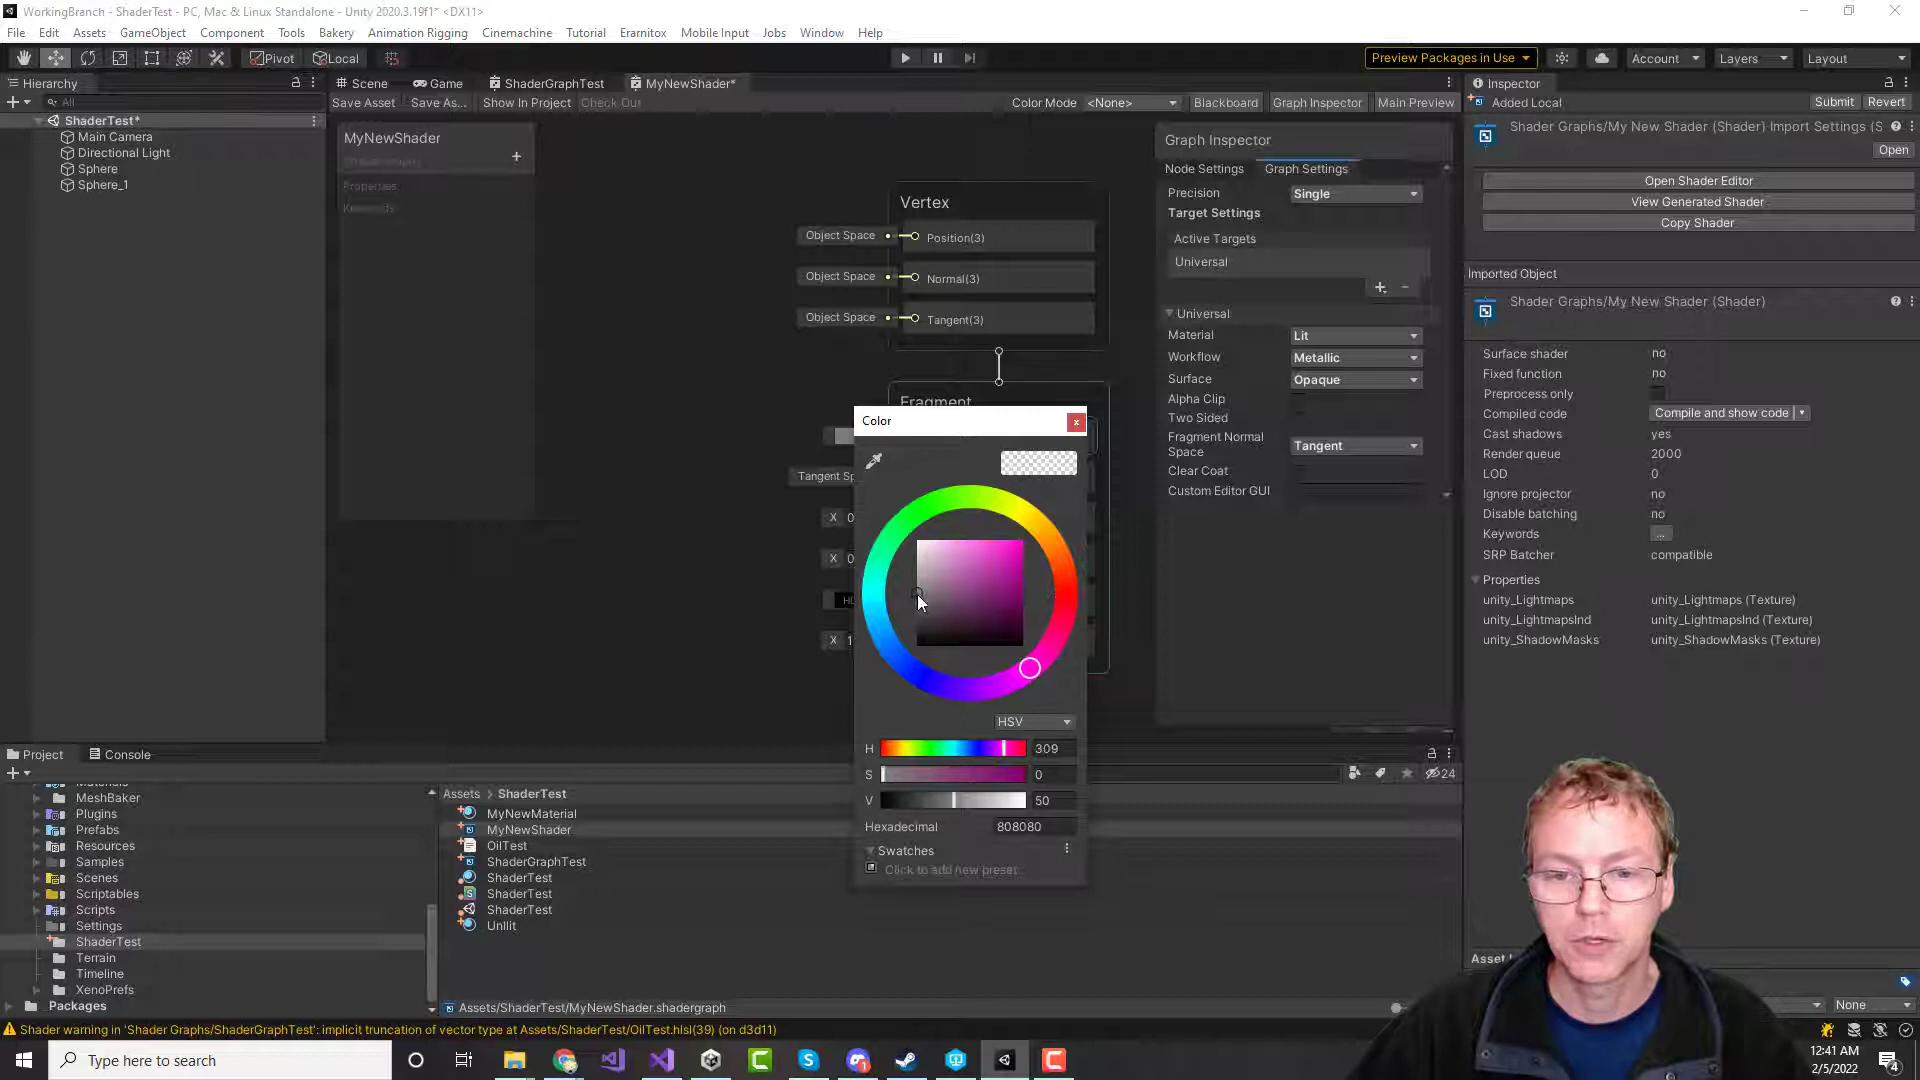 WorkingBranch - ShaderTest - PC, Mac & Linux Standalone - Unity 2020.3.19f1* <DX11>
File Edit Assets GameObject Component Tools Tutorial Bakery Animation Rigging Cinemachine Tutorial Eramitox Mobile Input Jobs Window Help
Pivot Local Preview Packages in Use Account Layers Layout
Hierarchy Scene Game ShaderGraphTest MyNewShader* Inspector
All Save Asset Save As... Show In Project Check Out Color Mode <None> Blackboard Graph Inspector Main Preview Added Local Submit Revert
ShaderTest*
Main Camera
Directional Light
Sphere
Sphere_1
MyNewShader
Properties
Keywords
Vertex
Object Space Position(3)
Object Space Normal(3)
Object Space Tangent(3)
Fragment
Tangent Sp
X 0
X 0
X 1
Graph Inspector
Node Settings Graph Settings
Precision Single
Target Settings
Active Targets
Universal
Universal
Material Lit
Workflow Metallic
Surface Opaque
Alpha Clip
Two Sided
Fragment Normal Space Tangent
Clear Coat
Custom Editor GUI
Color
HSV
H 309
S 0
V 50
Hexadecimal 808080
Swatches
Click to add new preset
Shader Graphs/My New Shader (Shader) Import Settings (S
Open
Open Shader Editor
View Generated Shader
Copy Shader
Imported Object
Shader Graphs/My New Shader (Shader)
Surface shader no
Fixed function no
Preprocess only
Compiled code Compile and show code
Cast shadows yes
Render queue 2000
LOD 0
Ignore projector no
Disable batching no
Keywords ...
SRP Batcher compatible
Properties
unity_Lightmaps unity_Lightmaps (Texture)
unity_LightmapsInd unity_LightmapsInd (Texture)
unity_ShadowMasks unity_ShadowMasks (Texture)
None
Project Console
24
Materials
MeshBaker
Plugins
Prefabs
Resources
Samples
Scenes
Scriptables
Scripts
Settings
ShaderTest
Terrain
Timeline
XenoPrefs
Packages
Assets > ShaderTest
MyNewMaterial
MyNewShader
OilTest
ShaderGraphTest
ShaderTest
ShaderTest
ShaderTest
Unllit
Assets/ShaderTest/MyNewShader.shadergraph
Shader warning in 'Shader Graphs/ShaderGraphTest': implicit truncation of vector type at Assets/ShaderTest/OilTest.hlsl(39) (on d3d11)
Type here to search
12:41 AM
2/5/2022
4